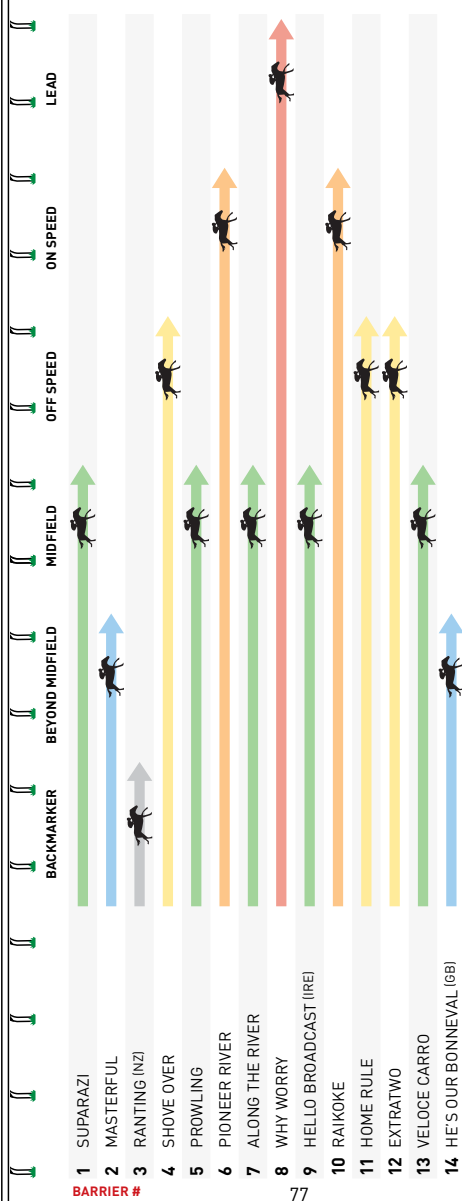 LEAD
ON SPEED
OFF SPEED
MIDFIELD
BEYOND MIDFIELD
BACKMARKER
1 SUPARAZI
2 MASTERFUL
3 RANTING (NZ)
4 SHOVE OVER
5 PROWLING
6 PIONEER RIVER
7 ALONG THE RIVER
8 WHY WORRY
9 HELLO BROADCAST (IRE)
10 RAIKOKE
11 HOME RULE
12 EXTRATWO
13 VELOCE CARRO
14 HE'S OUR BONNEVAL (GB)
BARRIER #
77